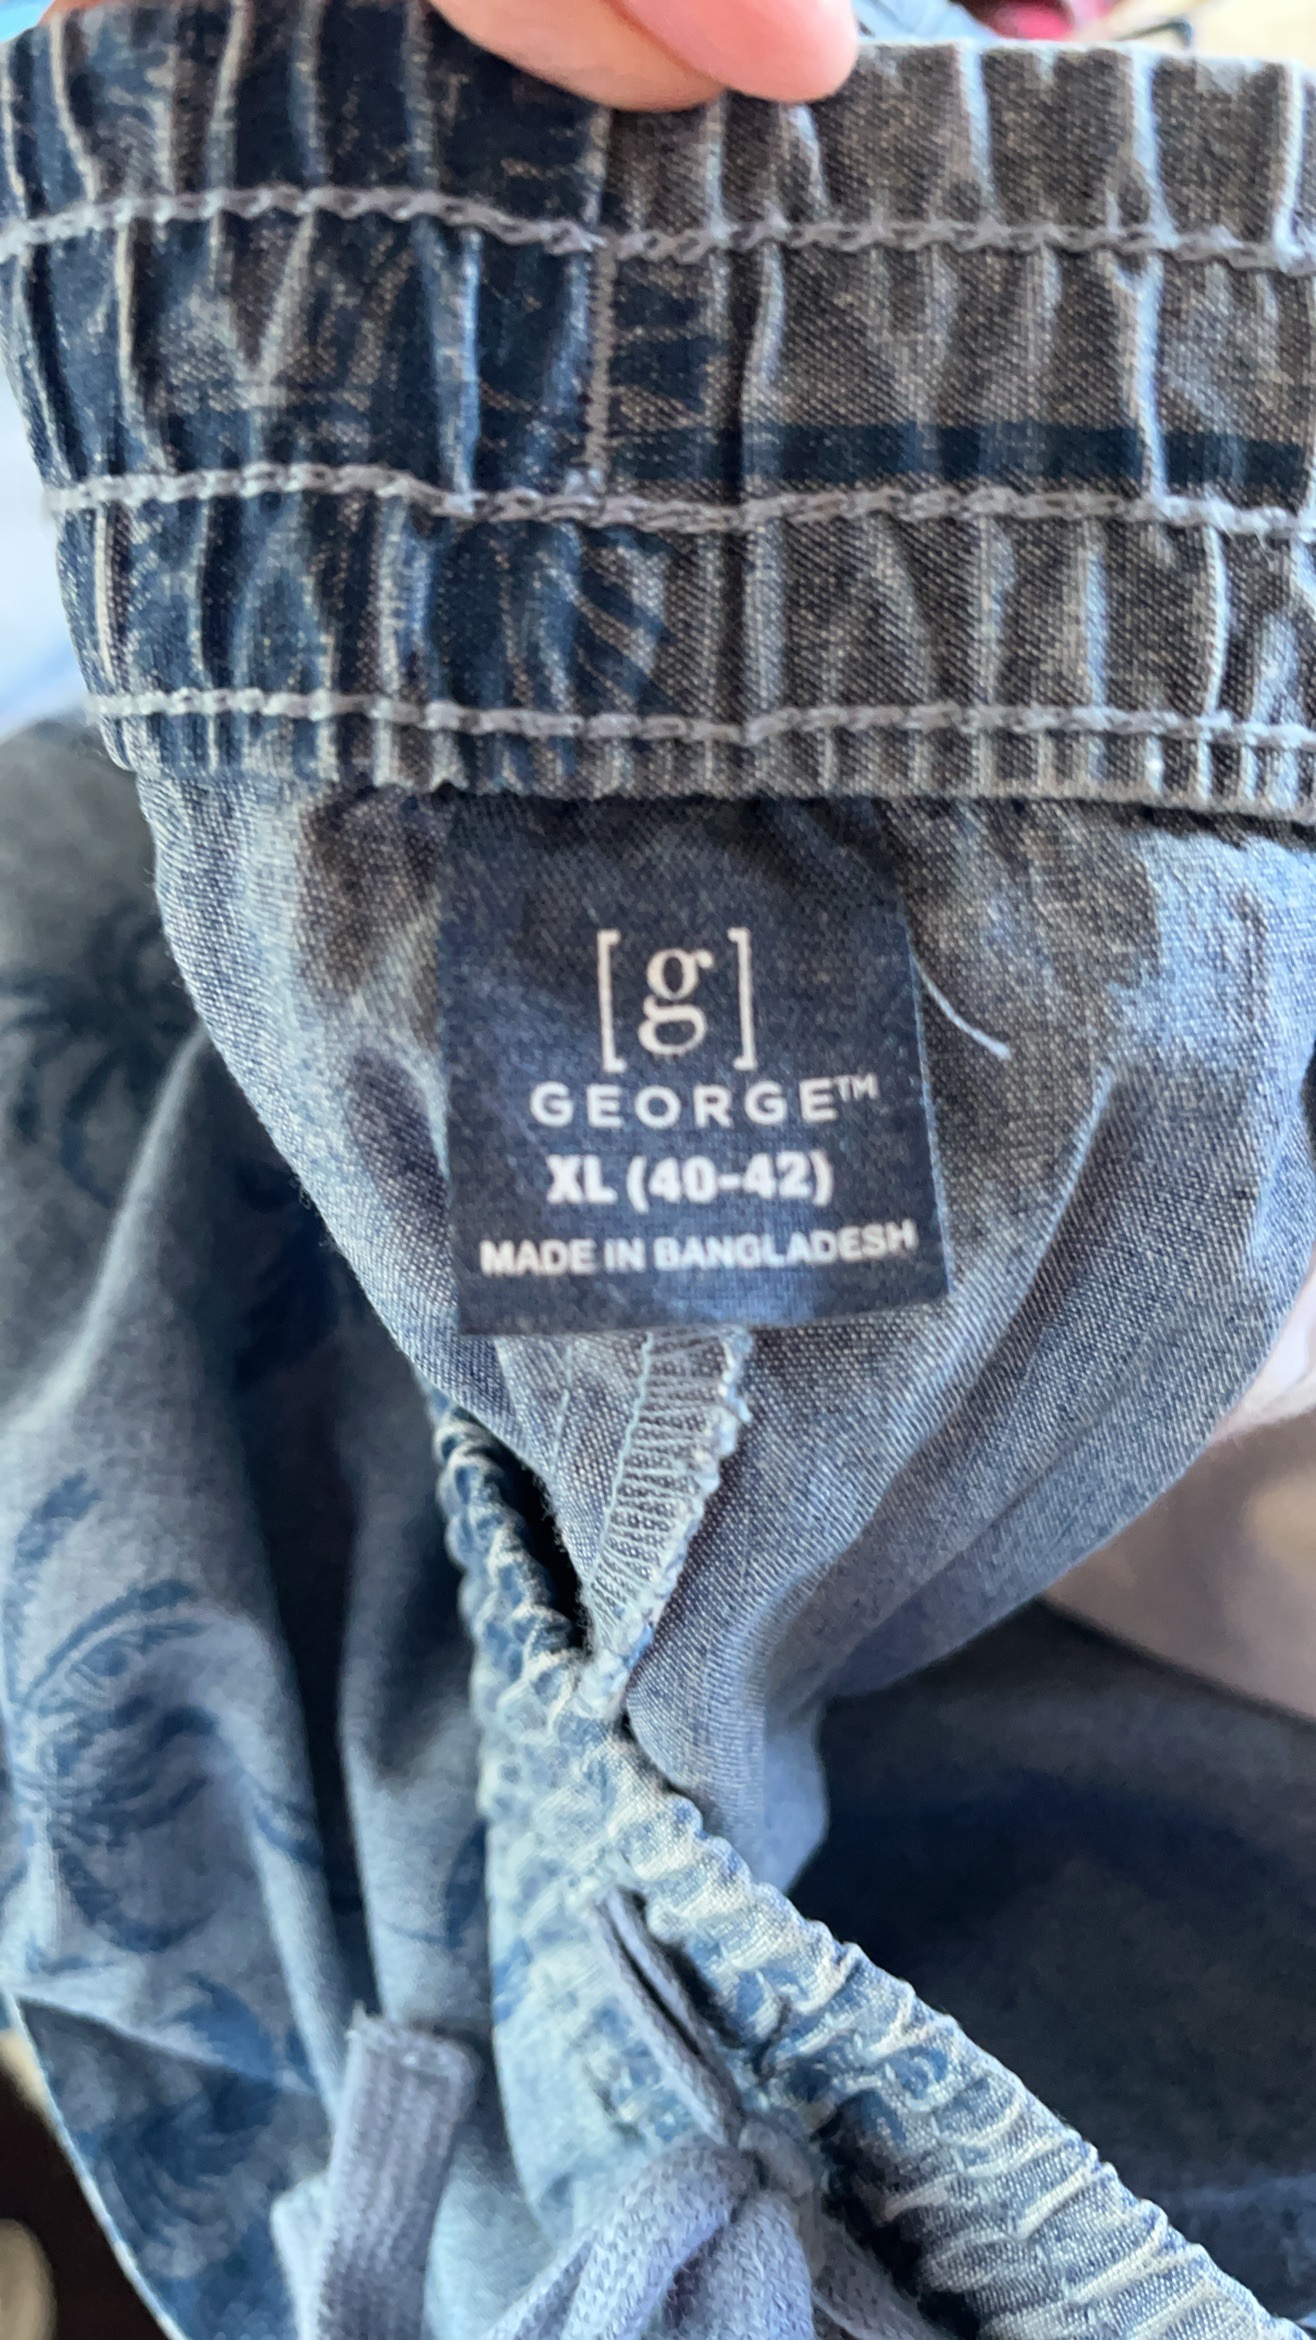 [g]
GEORGE™
XL (40-42)
MADE IN BANGLADESH